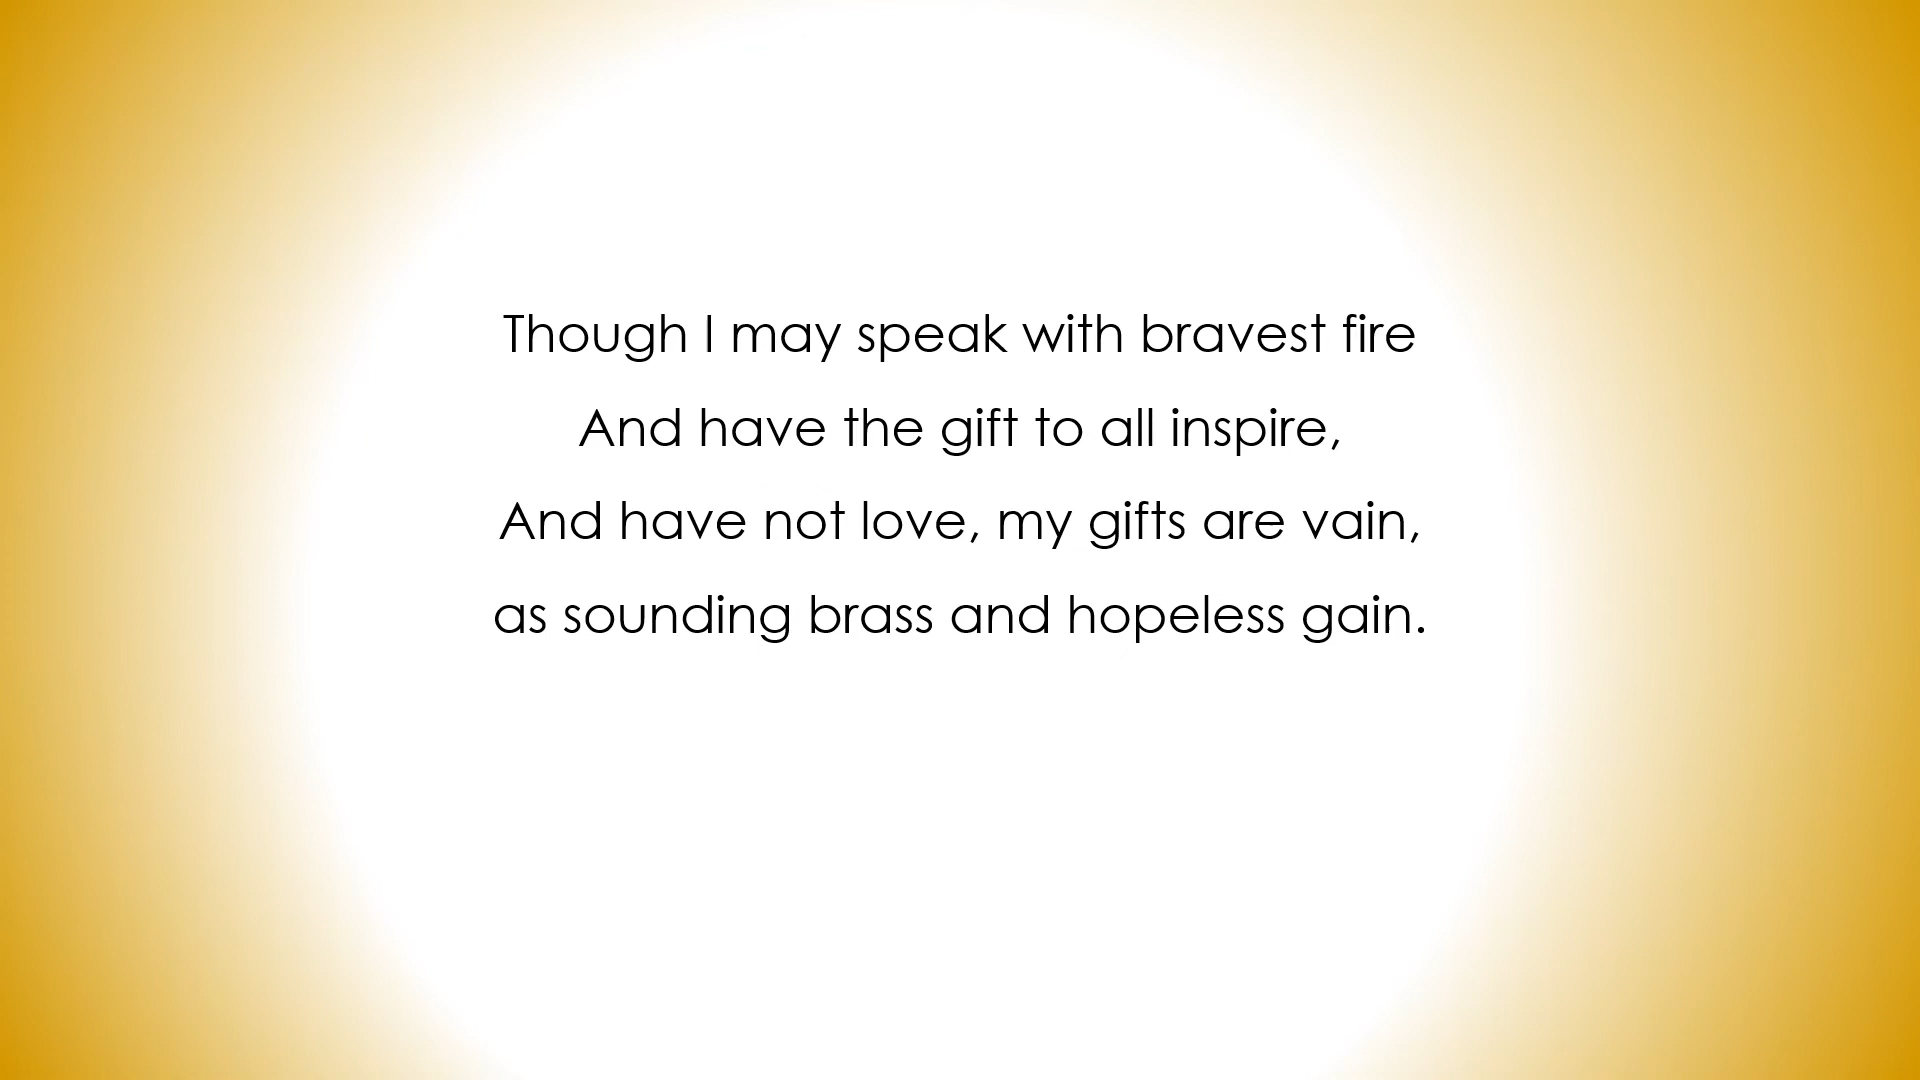 Though I may speak with bravest fire
And have the gift to all inspire,
And have not love, my gifts are vain,
as sounding brass and hopeless gain.